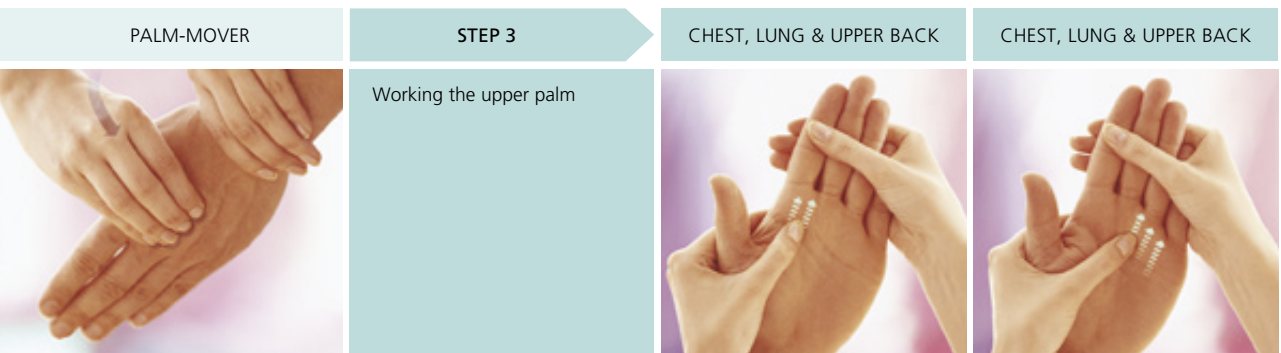 PALM-MOVER
STEP 3
CHEST, LUNG & UPPER BACK
CHEST, LUNG & UPPER BACK
Working the upper palm